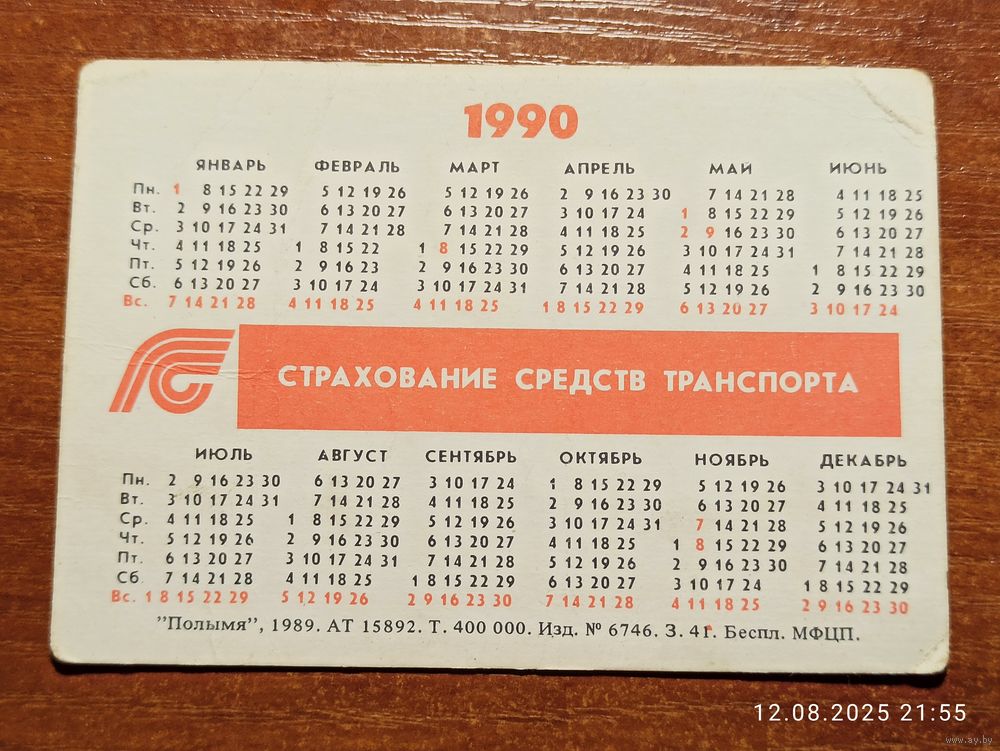 1990
ЯНВАРЬ ФЕВРАЛЬ МАРТ АПРЕЛЬ МАЙ ИЮНЬ
Пн. 1 8 15 22 29 5 12 19 26 5 12 19 26 2 9 16 23 30 7 14 21 28 4 11 18 25
Вт. 2 9 16 23 30 6 13 20 27 6 13 20 27 3 10 17 24 1 8 15 22 29 5 12 19 26
Ср. 3 10 17 24 31 7 14 21 28 7 14 21 28 4 11 18 25 2 9 16 23 30 6 13 20 27
Чт. 4 11 18 25 1 8 15 22 1 8 15 22 29 5 12 19 26 3 10 17 24 31 7 14 21 28
Пт. 5 12 19 26 2 9 16 23 2 9 16 23 30 6 13 20 27 4 11 18 25 1 8 15 22 29
Сб. 6 13 20 27 3 10 17 24 3 10 17 24 31 7 14 21 28 5 12 19 26 2 9 16 23 30
Вс. 7 14 21 28 4 11 18 25 4 11 18 25 1 8 15 22 29 6 13 20 27 3 10 17 24
СТРАХОВАНИЕ СРЕДСТВ ТРАНСПОРТА
ИЮЛЬ АВГУСТ СЕНТЯБРЬ ОКТЯБРЬ НОЯБРЬ ДЕКАБРЬ
Пн. 2 9 16 23 30 6 13 20 27 3 10 17 24 1 8 15 22 29 5 12 19 26 3 10 17 24 31
Вт. 3 10 17 24 31 7 14 21 28 4 11 18 25 2 9 16 23 30 6 13 20 27 4 11 18 25
Ср. 4 11 18 25 1 8 15 22 29 5 12 19 26 3 10 17 24 31 7 14 21 28 5 12 19 26
Чт. 5 12 19 26 2 9 16 23 30 6 13 20 27 4 11 18 25 1 8 15 22 29 6 13 20 27
Пт. 6 13 20 27 3 10 17 24 31 7 14 21 28 5 12 19 26 2 9 16 23 30 7 14 21 28
Сб. 7 14 21 28 4 11 18 25 1 8 15 22 29 6 13 20 27 3 10 17 24 1 8 15 22 29
Вс. 1 8 15 22 29 5 12 19 26 2 9 16 23 30 7 14 21 28 4 11 18 25 2 9 16 23 30
"Полымя", 1989. АТ 15892. Т. 400 000. Изд. № 6746. З. 4г. Беспл. МФЦП.
12.08.2025 21:55
www.ay.by